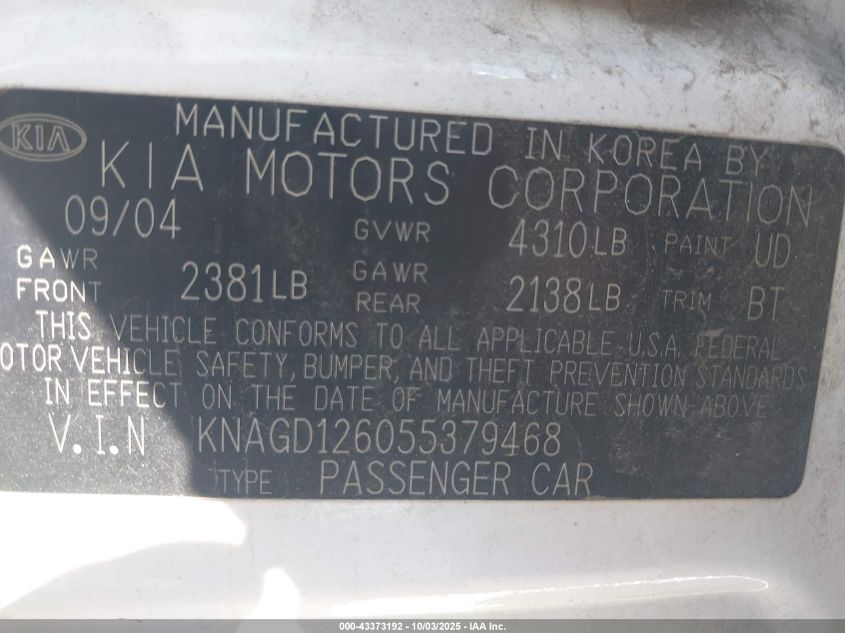 KIA
MANUFACTURED IN KOREA BY
KIA MOTORS CORPORATION
09/04 GVWR 4310LB PAINT UD
GAWR FRONT 2381LB GAWR REAR 2138LB TRIM BT
THIS VEHICLE CONFORMS TO ALL APPLICABLE U.S.A. FEDERAL
OTOR VEHICLE SAFETY, BUMPER, AND THEFT PREVENTION STANDARDS
IN EFFECT ON THE DATE OF MANUFACTURE SHOWN ABOVE
V.I.N KNAGD126055379468
TYPE PASSENGER CAR
000-43373192 - 10/03/2025 - IAA Inc.